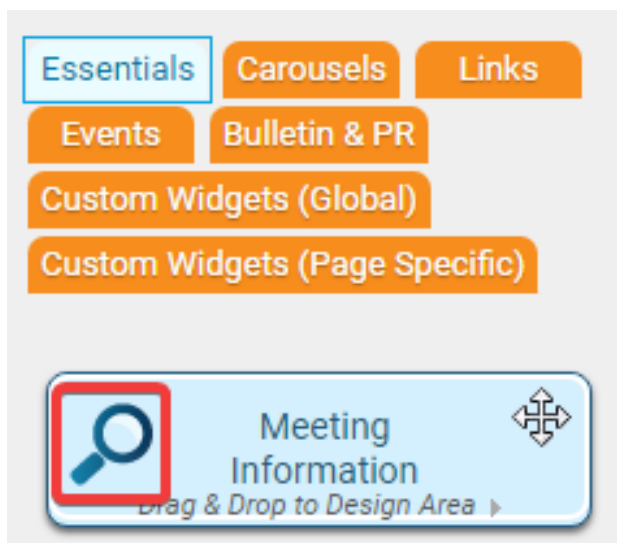 Essentials Carousels Links
Events Bulletin & PR
Custom Widgets (Global)
Custom Widgets (Page Specific)
Meeting
Information
Drag & Drop to Design Area